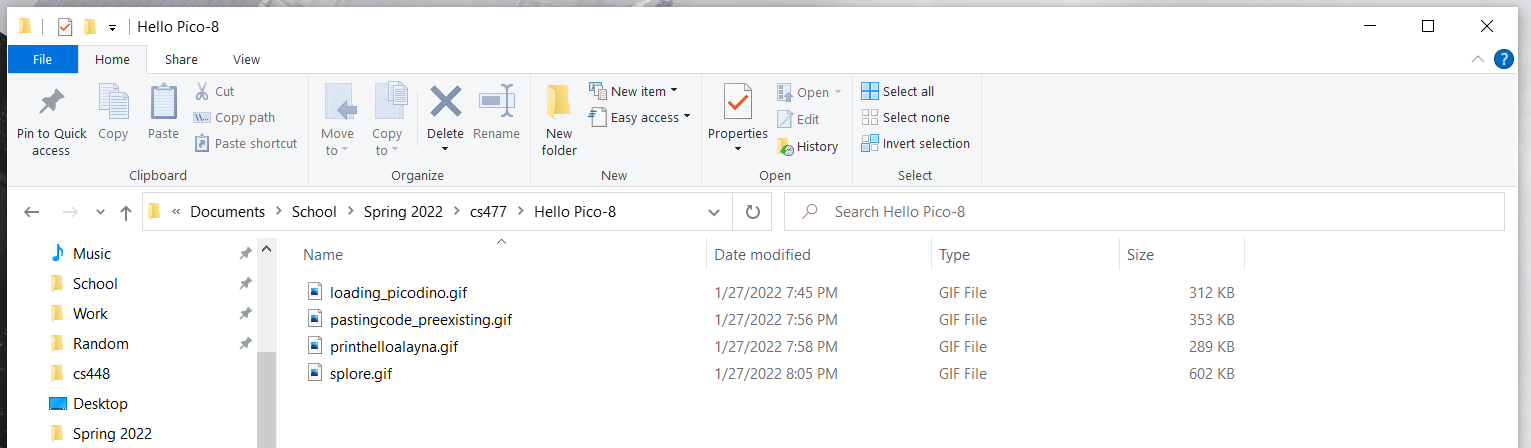 Hello Pico-8
File Home Share View
Pin to Quick access
Copy
Paste
Cut
Copy path
Paste shortcut
Clipboard
Move to
Copy to
Delete
Rename
Organize
New folder
New item
Easy access
New
Properties
Open
Edit
History
Open
Select all
Select none
Invert selection
Select
« Documents > School > Spring 2022 > cs477 > Hello Pico-8
Search Hello Pico-8
Music
School
Work
Random
cs448
Desktop
Spring 2022
Name Date modified Type Size
loading_picodino.gif 1/27/2022 7:45 PM GIF File 312 KB
pastingcode_preexisting.gif 1/27/2022 7:56 PM GIF File 353 KB
printhelloalayna.gif 1/27/2022 7:58 PM GIF File 289 KB
splore.gif 1/27/2022 8:05 PM GIF File 602 KB